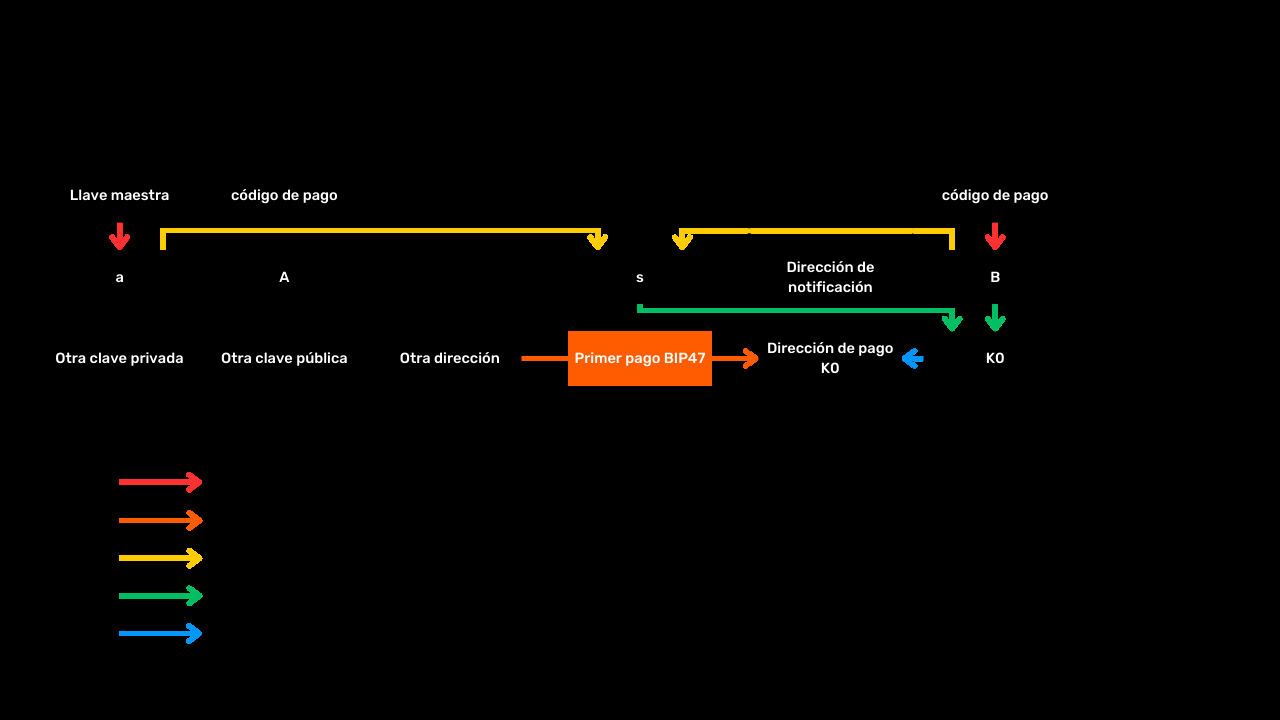 Llave maestra
código de pago
código de pago
a
A
s
Dirección de
notificación
B
Otra clave privada
Otra clave pública
Otra dirección
Primer pago BIP47
Dirección de pago
K0
K0